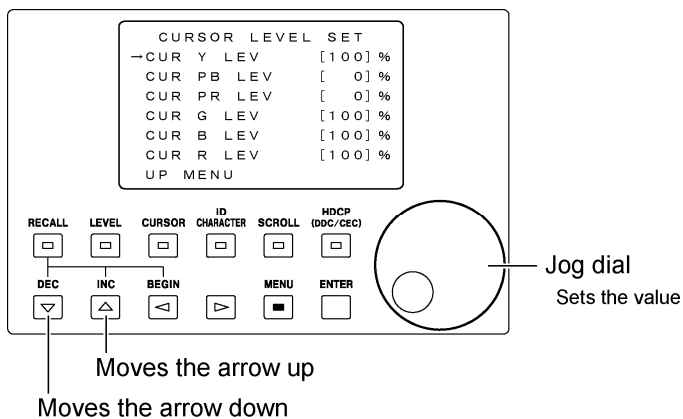 CURSOR LEVEL SET
→CUR Y LEV [100] %
CUR PB LEV [ 0] %
CUR PR LEV [ 0] %
CUR G LEV [100] %
CUR B LEV [100] %
CUR R LEV [100] %
UP MENU
RECALL LEVEL CURSOR ID CHARACTER SCROLL HDCP (DDC/CEC)
DEC INC BEGIN MENU ENTER
Jog dial
Sets the value
Moves the arrow up
Moves the arrow down